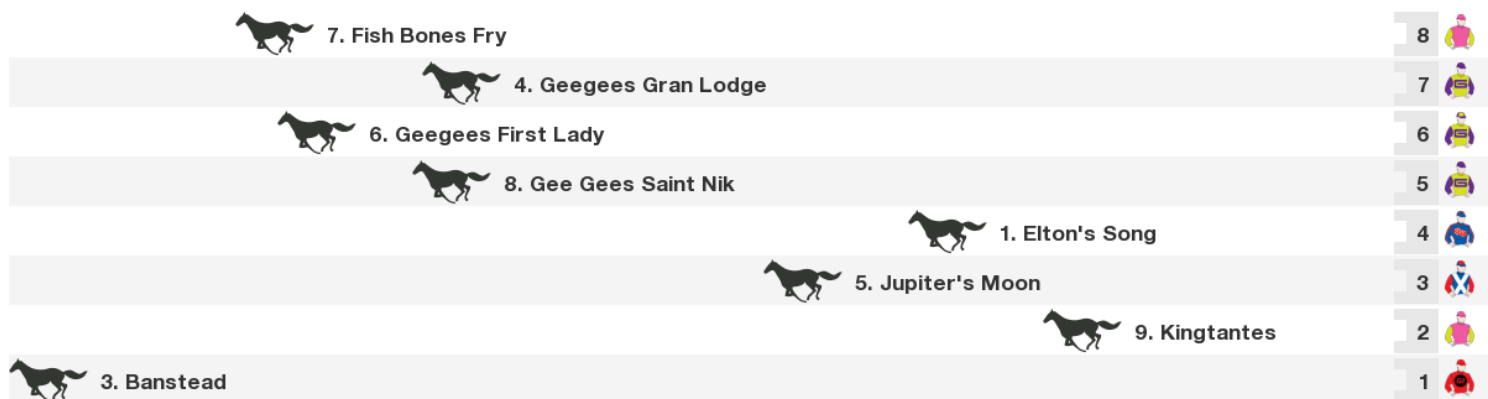 7. Fish Bones Fry 8
4. Geegees Gran Lodge 7
6. Geegees First Lady 6
8. Gee Gees Saint Nik 5
1. Elton's Song 4
5. Jupiter's Moon 3
9. Kingtantes 2
3. Banstead 1